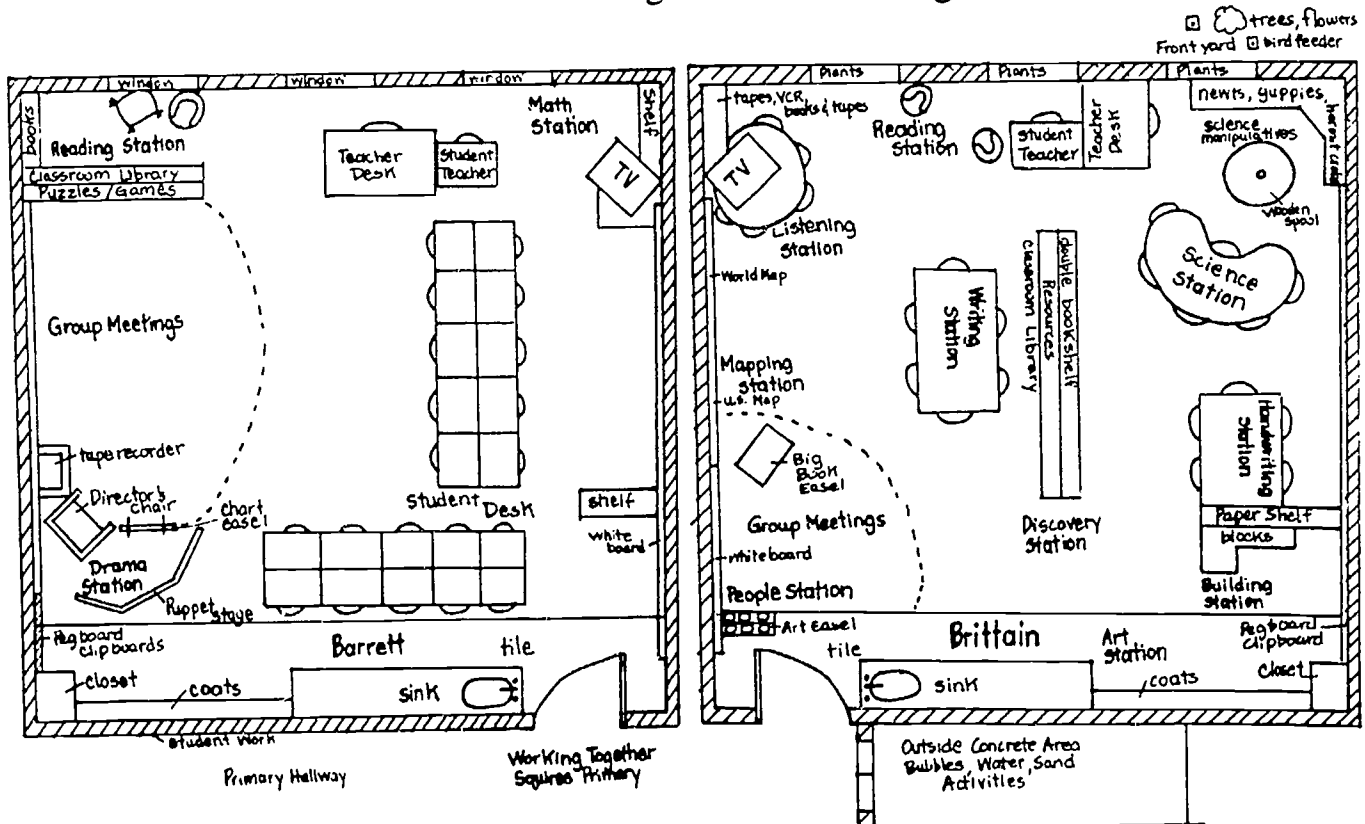 trees, flowers
Front yard
bird feeder
window
window
window
books
Reading Station
Classroom Library
Puzzles/Games
Teacher
Desk
Student
Teacher
Math
Station
Shelf
TV
Group Meetings
tape recorder
Director's
chair
chart
easel
Drama
Station
Puppet
stage
Student Desk
shelf
white
board
Pegboard
clipboards
Barrett
tile
closet
coats
sink
student work
Primary Hallway
Working Together
Squires Primary
Plants
Plants
Plants
tapes, VCR
books & tapes
TV
Listening
Station
Reading
Station
Student
Teacher
Teacher
Desk
newts, guppies,
science
manipulatives
wooden
spool
Science
Station
World Map
Writing
Station
double bookshelf
Resources
Classroom Library
Mapping
Station
U.S. Map
Big
Book
Easel
Group Meetings
whiteboard
People Station
Discovery
Station
Handwriting
Station
Paper Shelf
blocks
Building
Station
Art Easel
tile
Brittain
Art
Station
Pegboard
Clipboard
closet
sink
coats
Outside Concrete Area
Bubbles, Water, Sand
Activities